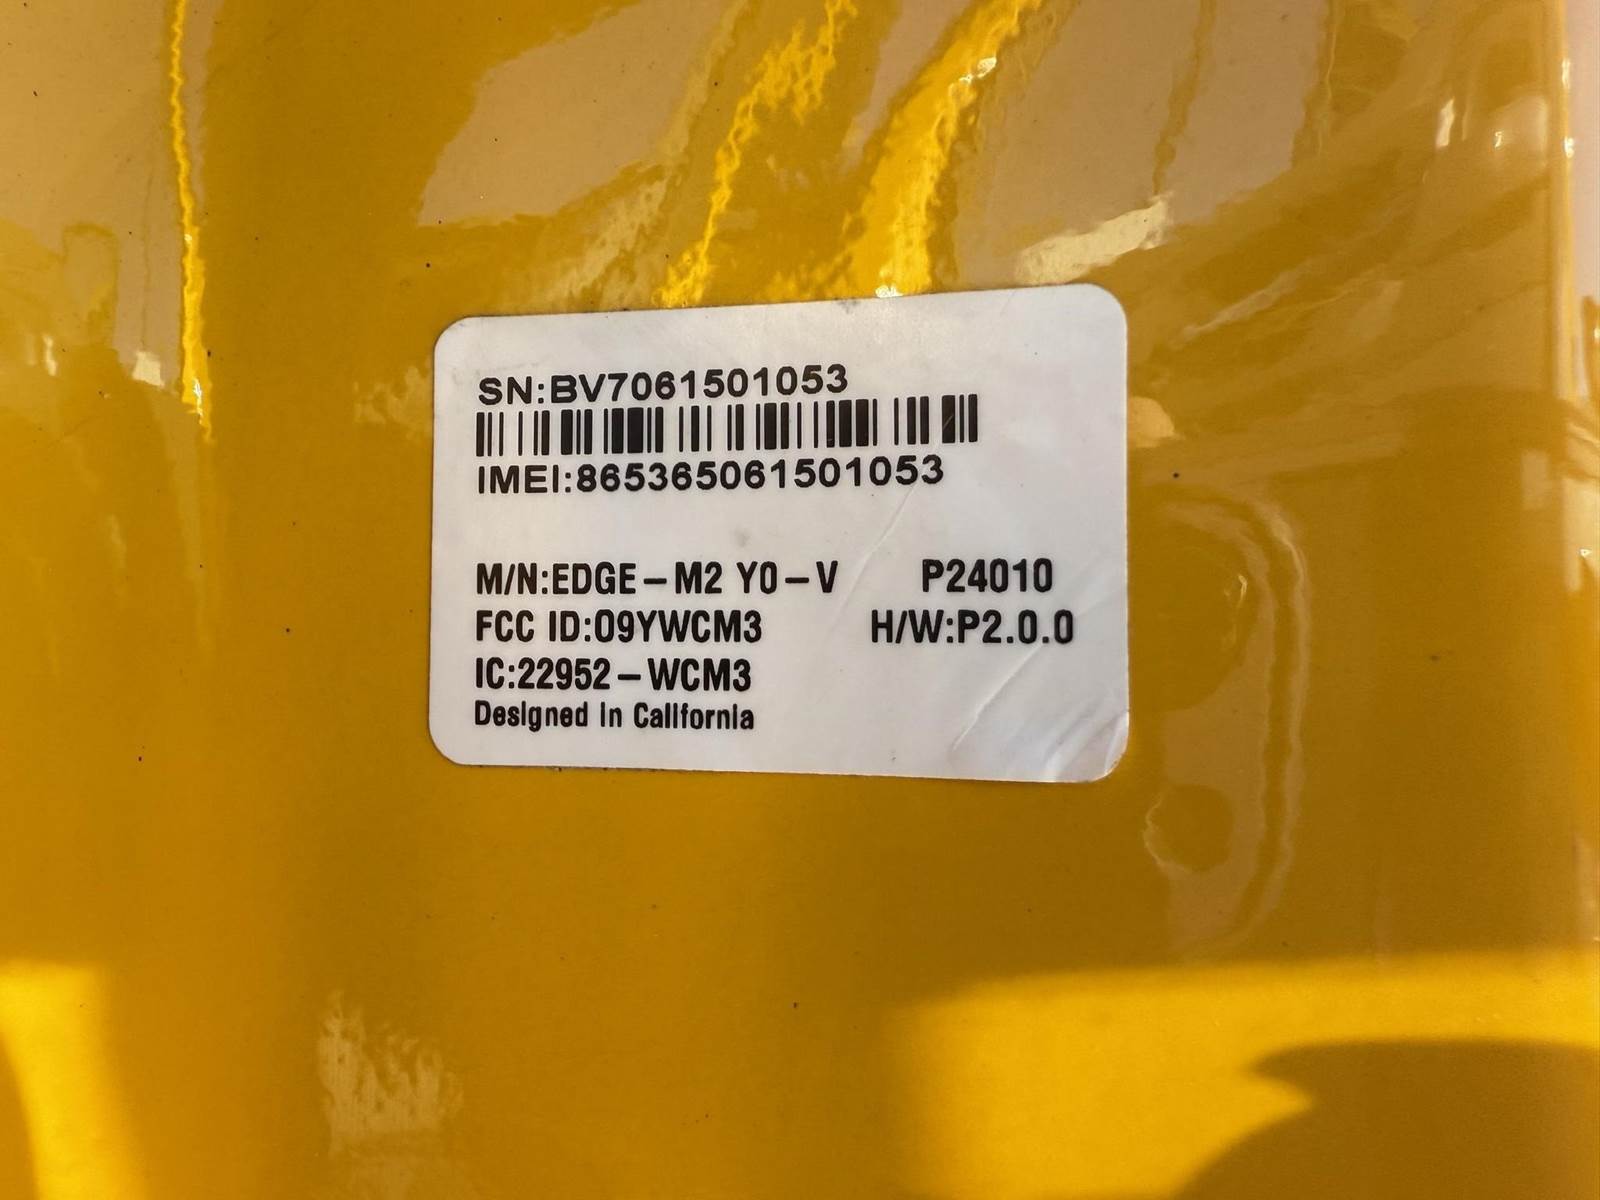 SN:BV7061501053
IMEI:865365061501053
M/N:EDGE-M2 Y0-V P24010
FCC ID:O9YWCM3 H/W:P2.0.0
IC:22952-WCM3
Designed in California